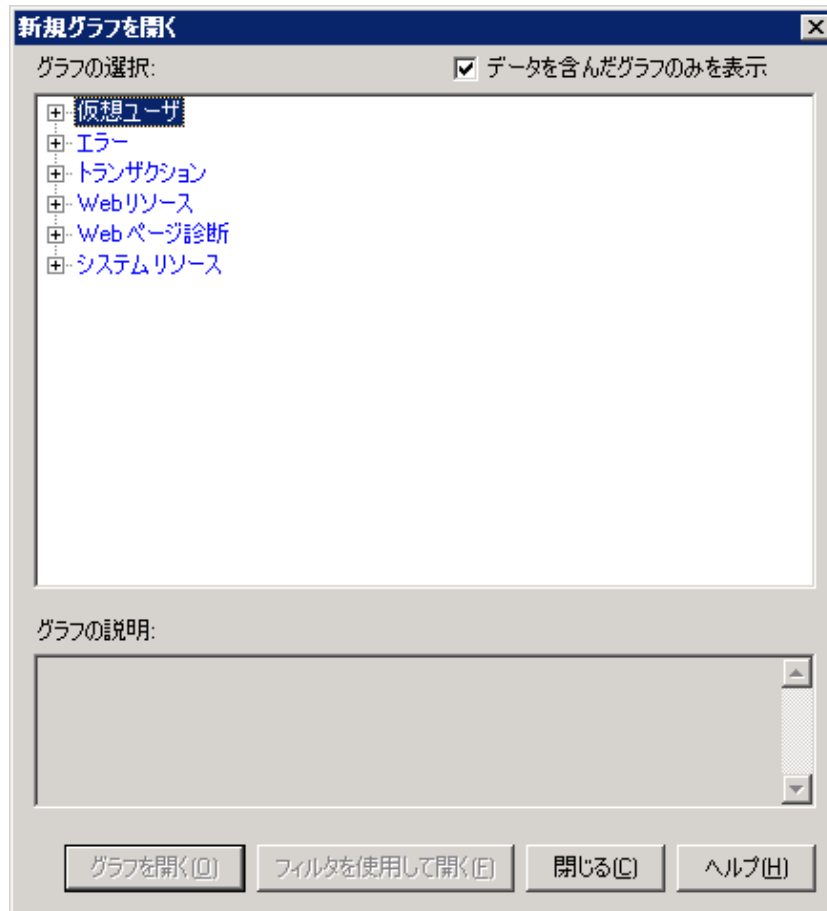 新規グラフを開く
グラフの選択:
データを含んだグラフのみを表示
仮想ユーザ
エラー
トランザクション
Webリソース
Webページ診断
システムリソース
グラフの説明:
グラフを開く(O) フィルタを使用して開く(F) 閉じる(C) ヘルプ(H)